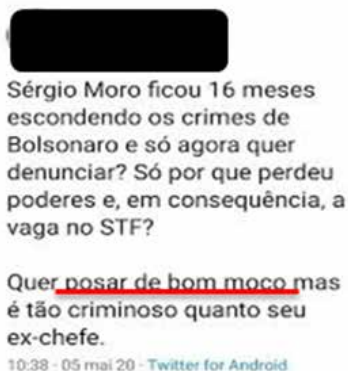 Sérgio Moro ficou 16 meses
escondendo os crimes de
Bolsonaro e só agora quer
denunciar? Só por que perdeu
poderes e, em consequência, a
vaga no STF?
Quer posar de bom moço mas
é tão criminoso quanto seu
ex-chefe.
10:38 - 05 mai 20 - Twitter for Android